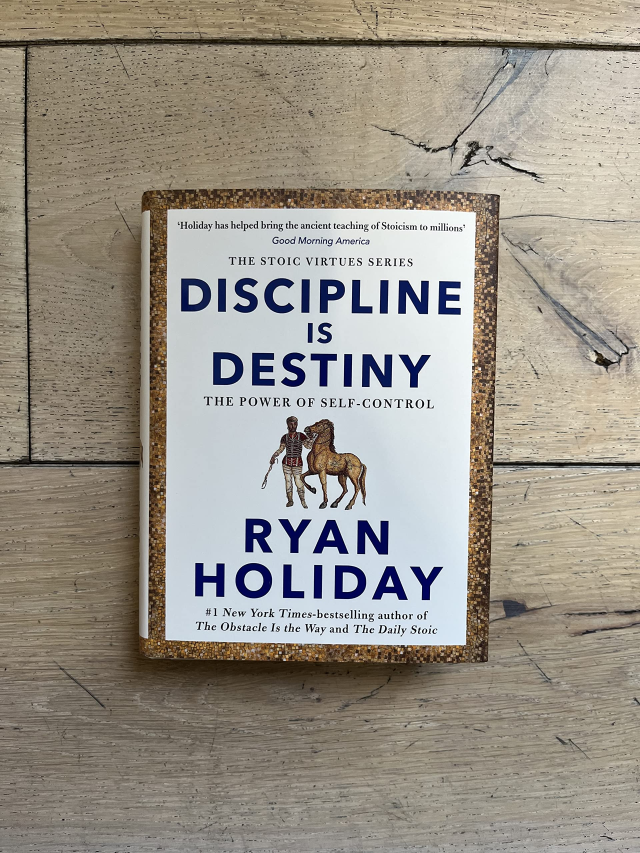 ‘Holiday has helped bring the ancient teaching of Stoicism to millions’
Good Morning America
THE STOIC VIRTUES SERIES
DISCIPLINE
IS
DESTINY
THE POWER OF SELF-CONTROL
RYAN
HOLIDAY
#1 New York Times-bestselling author of
The Obstacle Is the Way and The Daily Stoic